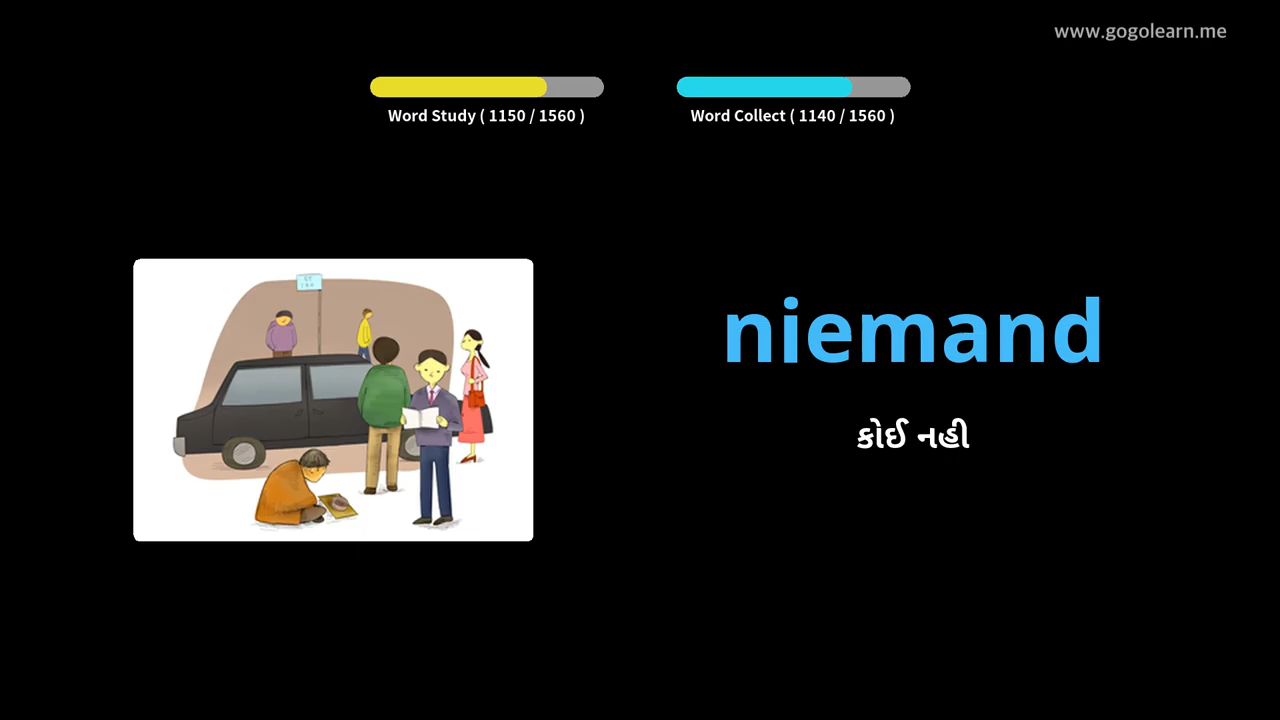 www.gogolearn.me
Word Study ( 1150 / 1560 )
Word Collect ( 1140 / 1560 )
niemand
કોઈ નહી